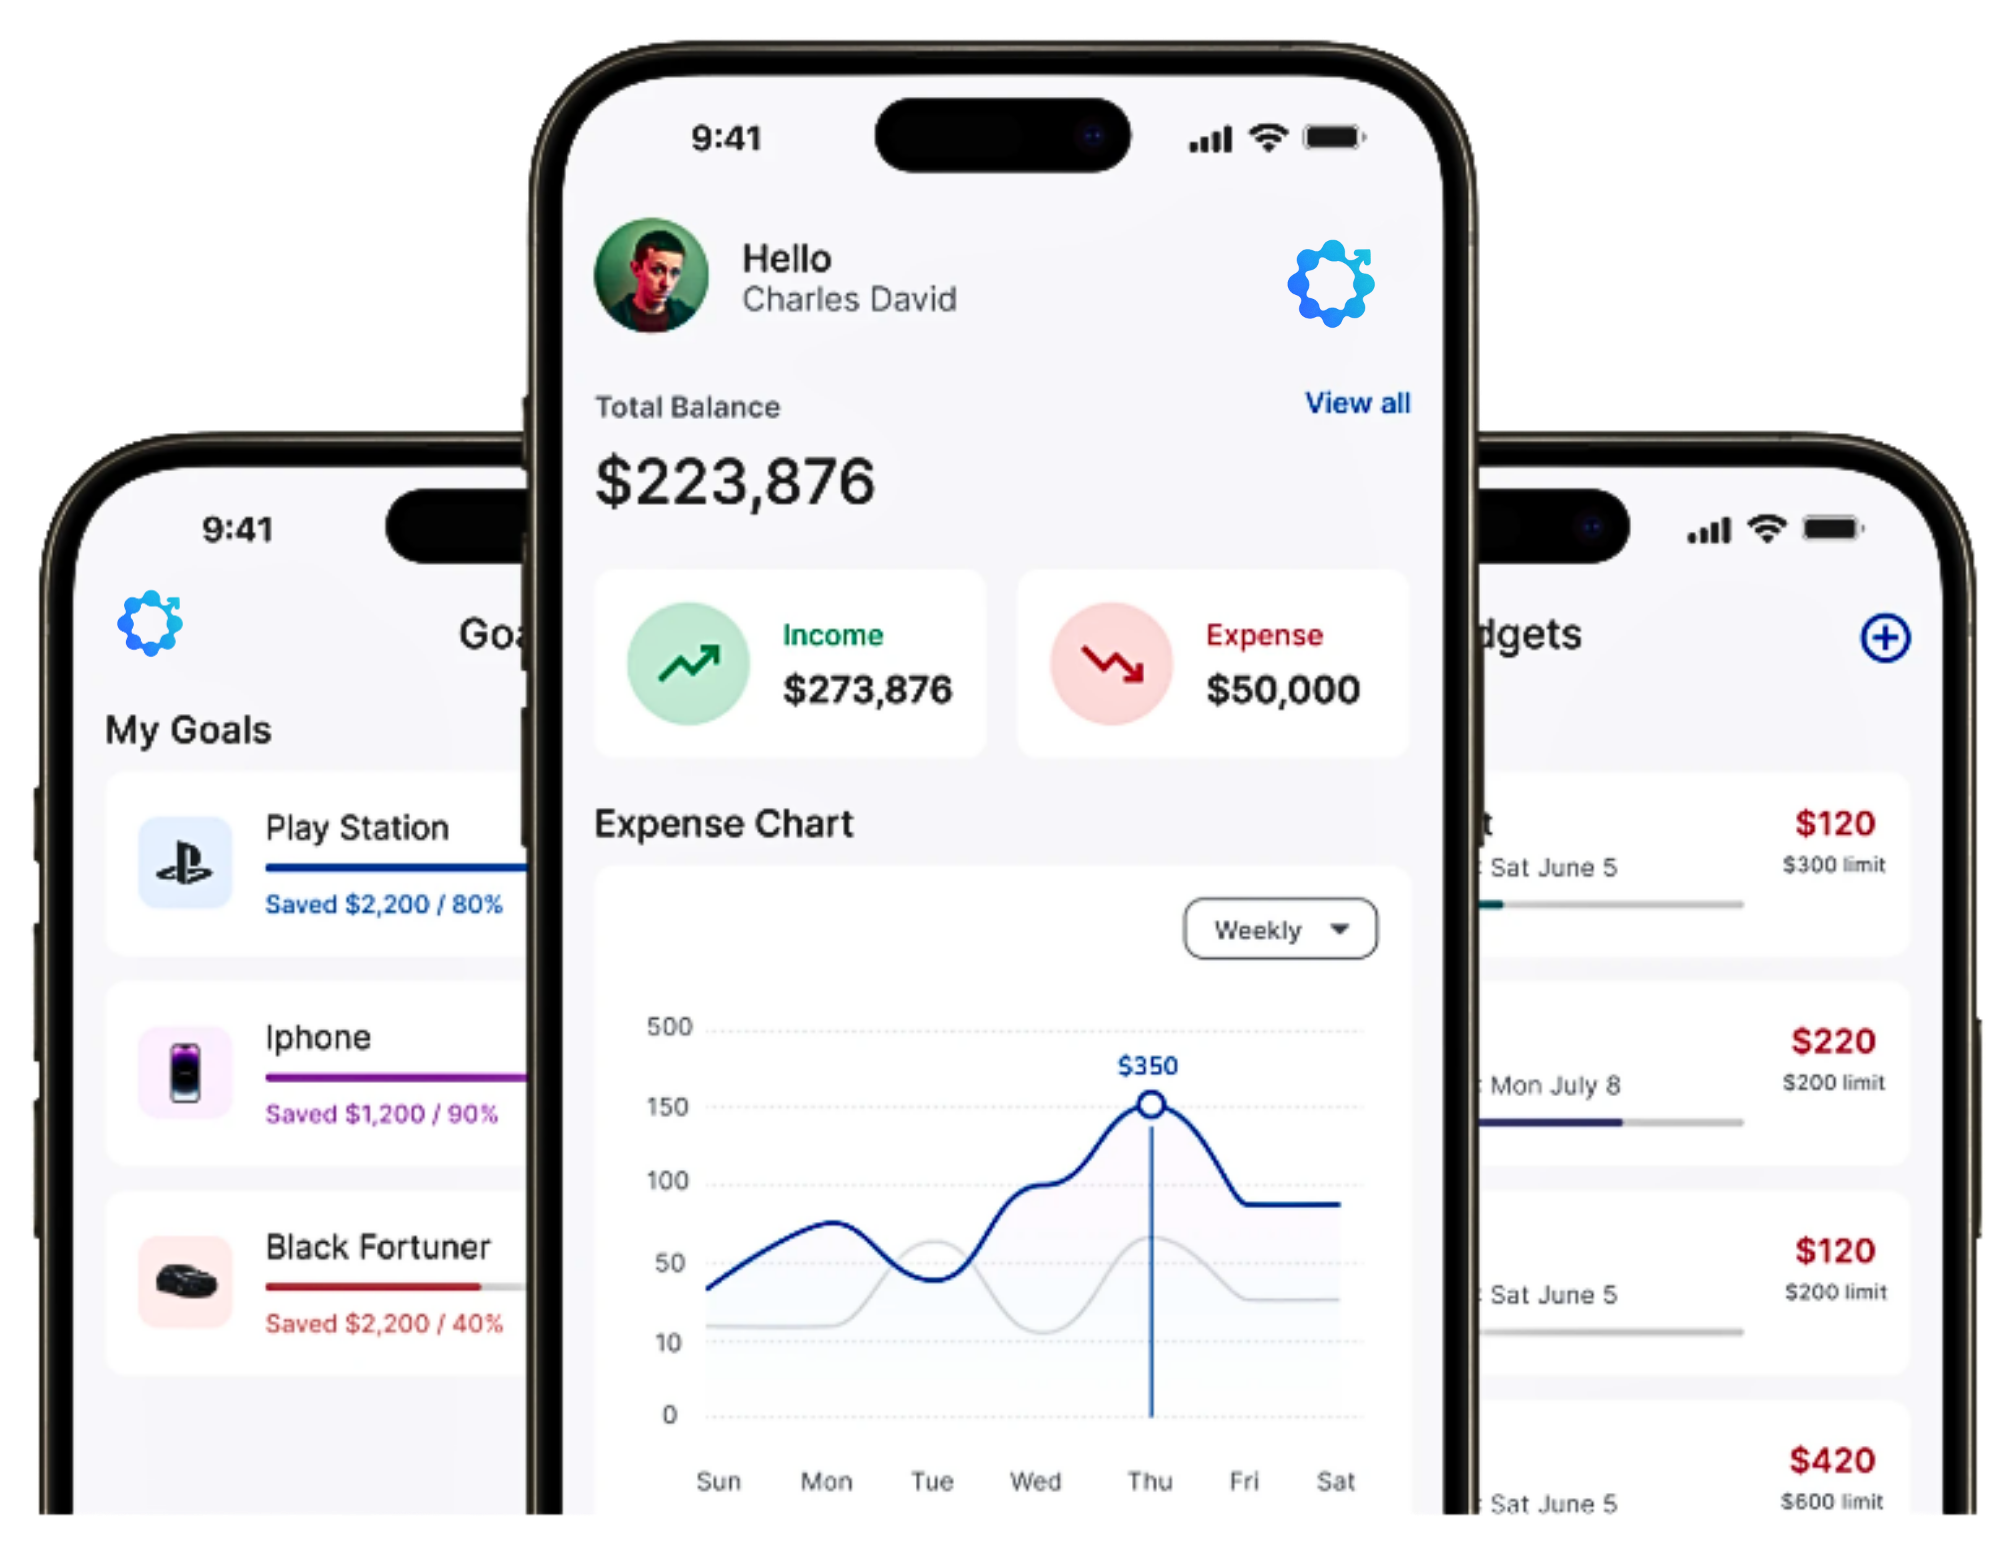 9:41
Hello
Charles David
Total Balance
View all
$223,876
Income
$273,876
Expense
$50,000
Expense Chart
Weekly
500
$350
150
100
50
10
0
Sun Mon Tue Wed Thu Fri Sat
9:41
Goa
My Goals
Play Station
Saved $2,200 / 80%
Iphone
Saved $1,200 / 90%
Black Fortuner
Saved $2,200 / 40%
dgets
t
$120
: Sat June 5
$300 limit
$220
: Mon July 8
$200 limit
$120
: Sat June 5
$200 limit
$420
: Sat June 5
$600 limit